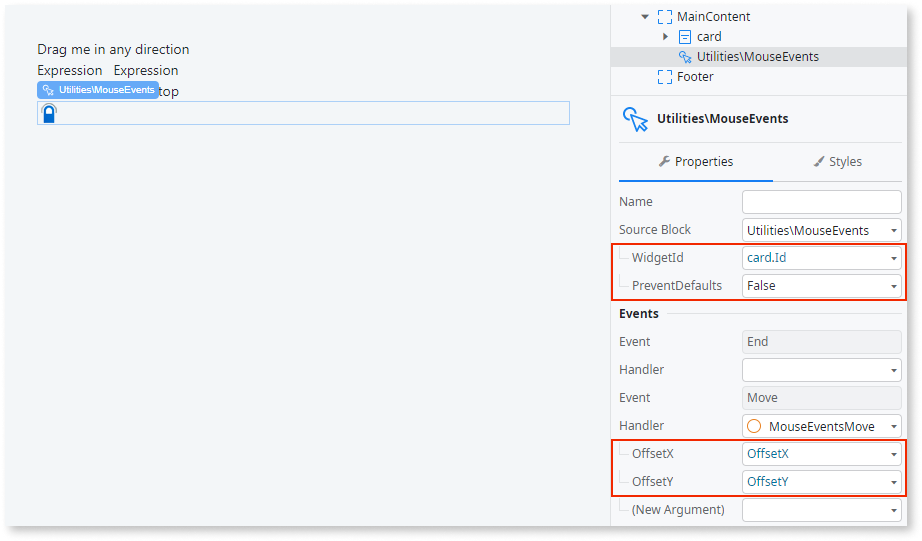 Drag me in any direction
Expression Expression
Utilities\MouseEvents top
MainContent
card
Utilities\MouseEvents
Footer
Utilities\MouseEvents
Properties Styles
Name
Source Block Utilities\MouseEvents
WidgetId card.Id
PreventDefaults False
Events
Event End
Handler
Event Move
Handler MouseEventsMove
OffsetX OffsetX
OffsetY OffsetY
(New Argument)